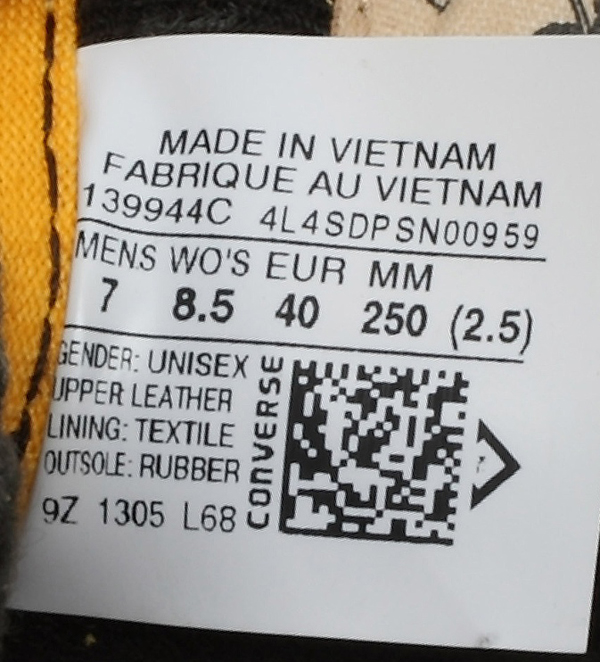 MADE IN VIETNAM
FABRIQUE AU VIETNAM
139944C 4L4SDPSN00959
MENS WO'S EUR MM
7 8.5 40 250 (2.5)
GENDER: UNISEX
UPPER LEATHER
LINING: TEXTILE
OUTSOLE: RUBBER
9Z 1305 L68
CONVERSE